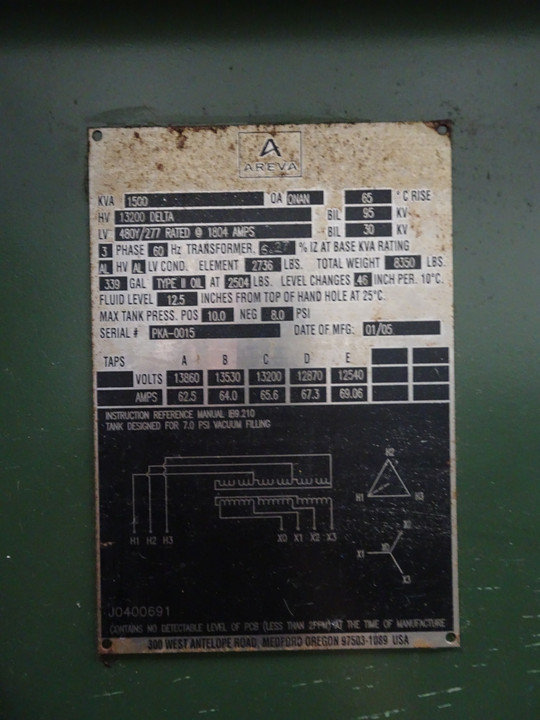 A
AREVA
KVA 1500 OA ONAN 65 °C RISE
HV 13200 DELTA BIL 95 KV
LV 480Y/277 RATED @ 1804 AMPS BIL 30 KV
3 PHASE 60 Hz TRANSFORMER 6.27 % IZ AT BASE KVA RATING
AL HV AL LV COND. ELEMENT 2736 LBS. TOTAL WEIGHT 8350 LBS.
339 GAL TYPE II OIL AT 2504 LBS. LEVEL CHANGES .46 INCH PER. 10°C.
FLUID LEVEL 12.5 INCHES FROM TOP OF HAND HOLE AT 25°C.
MAX TANK PRESS. POS 10.0 NEG 8.0 PSI
SERIAL # PKA-0015 DATE OF MFG: 01/05
TAPS A B C D E
VOLTS 13860 13530 13200 12870 12540
AMPS 62.5 64.0 65.6 67.3 69.06
INSTRUCTION REFERENCE MANUAL IB9.210
TANK DESIGNED FOR 7.0 PSI VACUUM FILLING
H2
H1 H3
H1 H2 H3 X0 X1 X2 X3
X0
X1
X3
J0400691
CONTAINS NO DETECTABLE LEVEL OF PCB (LESS THAN 2PPM) AT THE TIME OF MANUFACTURE
300 WEST ANTELOPE ROAD, MEDFORD OREGON 97503-1089 USA